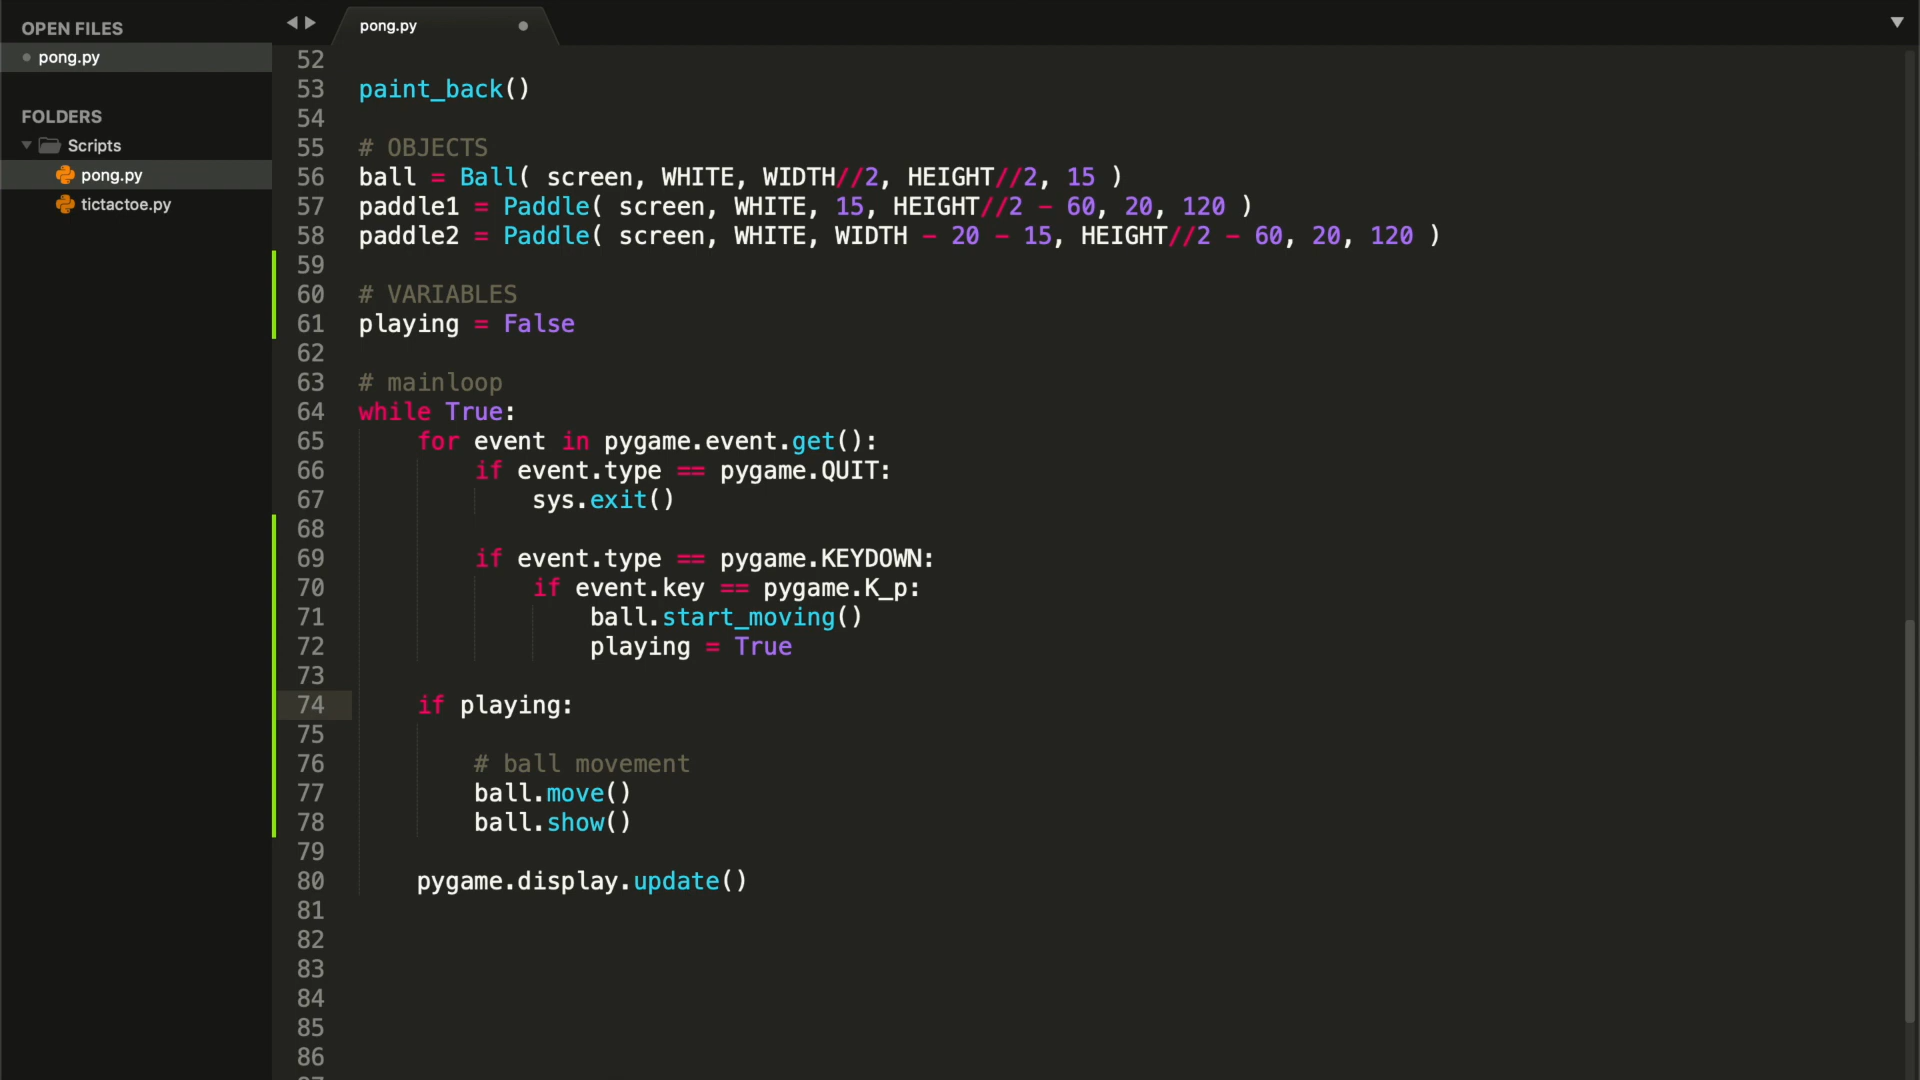 OPEN FILES
pong.py
FOLDERS
Scripts
pong.py
tictactoe.py
pong.py
52
53 paint_back()
54
55 # OBJECTS
56 ball = Ball( screen, WHITE, WIDTH//2, HEIGHT//2, 15 )
57 paddle1 = Paddle( screen, WHITE, 15, HEIGHT//2 - 60, 20, 120 )
58 paddle2 = Paddle( screen, WHITE, WIDTH - 20 - 15, HEIGHT//2 - 60, 20, 120 )
59
60 # VARIABLES
61 playing = False
62
63 # mainloop
64 while True:
65 for event in pygame.event.get():
66 if event.type == pygame.QUIT:
67 sys.exit()
68
69 if event.type == pygame.KEYDOWN:
70 if event.key == pygame.K_p:
71 ball.start_moving()
72 playing = True
73
74 if playing:
75
76 # ball movement
77 ball.move()
78 ball.show()
79
80 pygame.display.update()
81
82
83
84
85
86